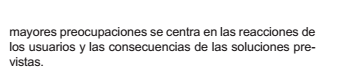 mayores preocupaciones se centra en las reacciones de
los usuarios y las consecuencias de las soluciones pre-
vistas.